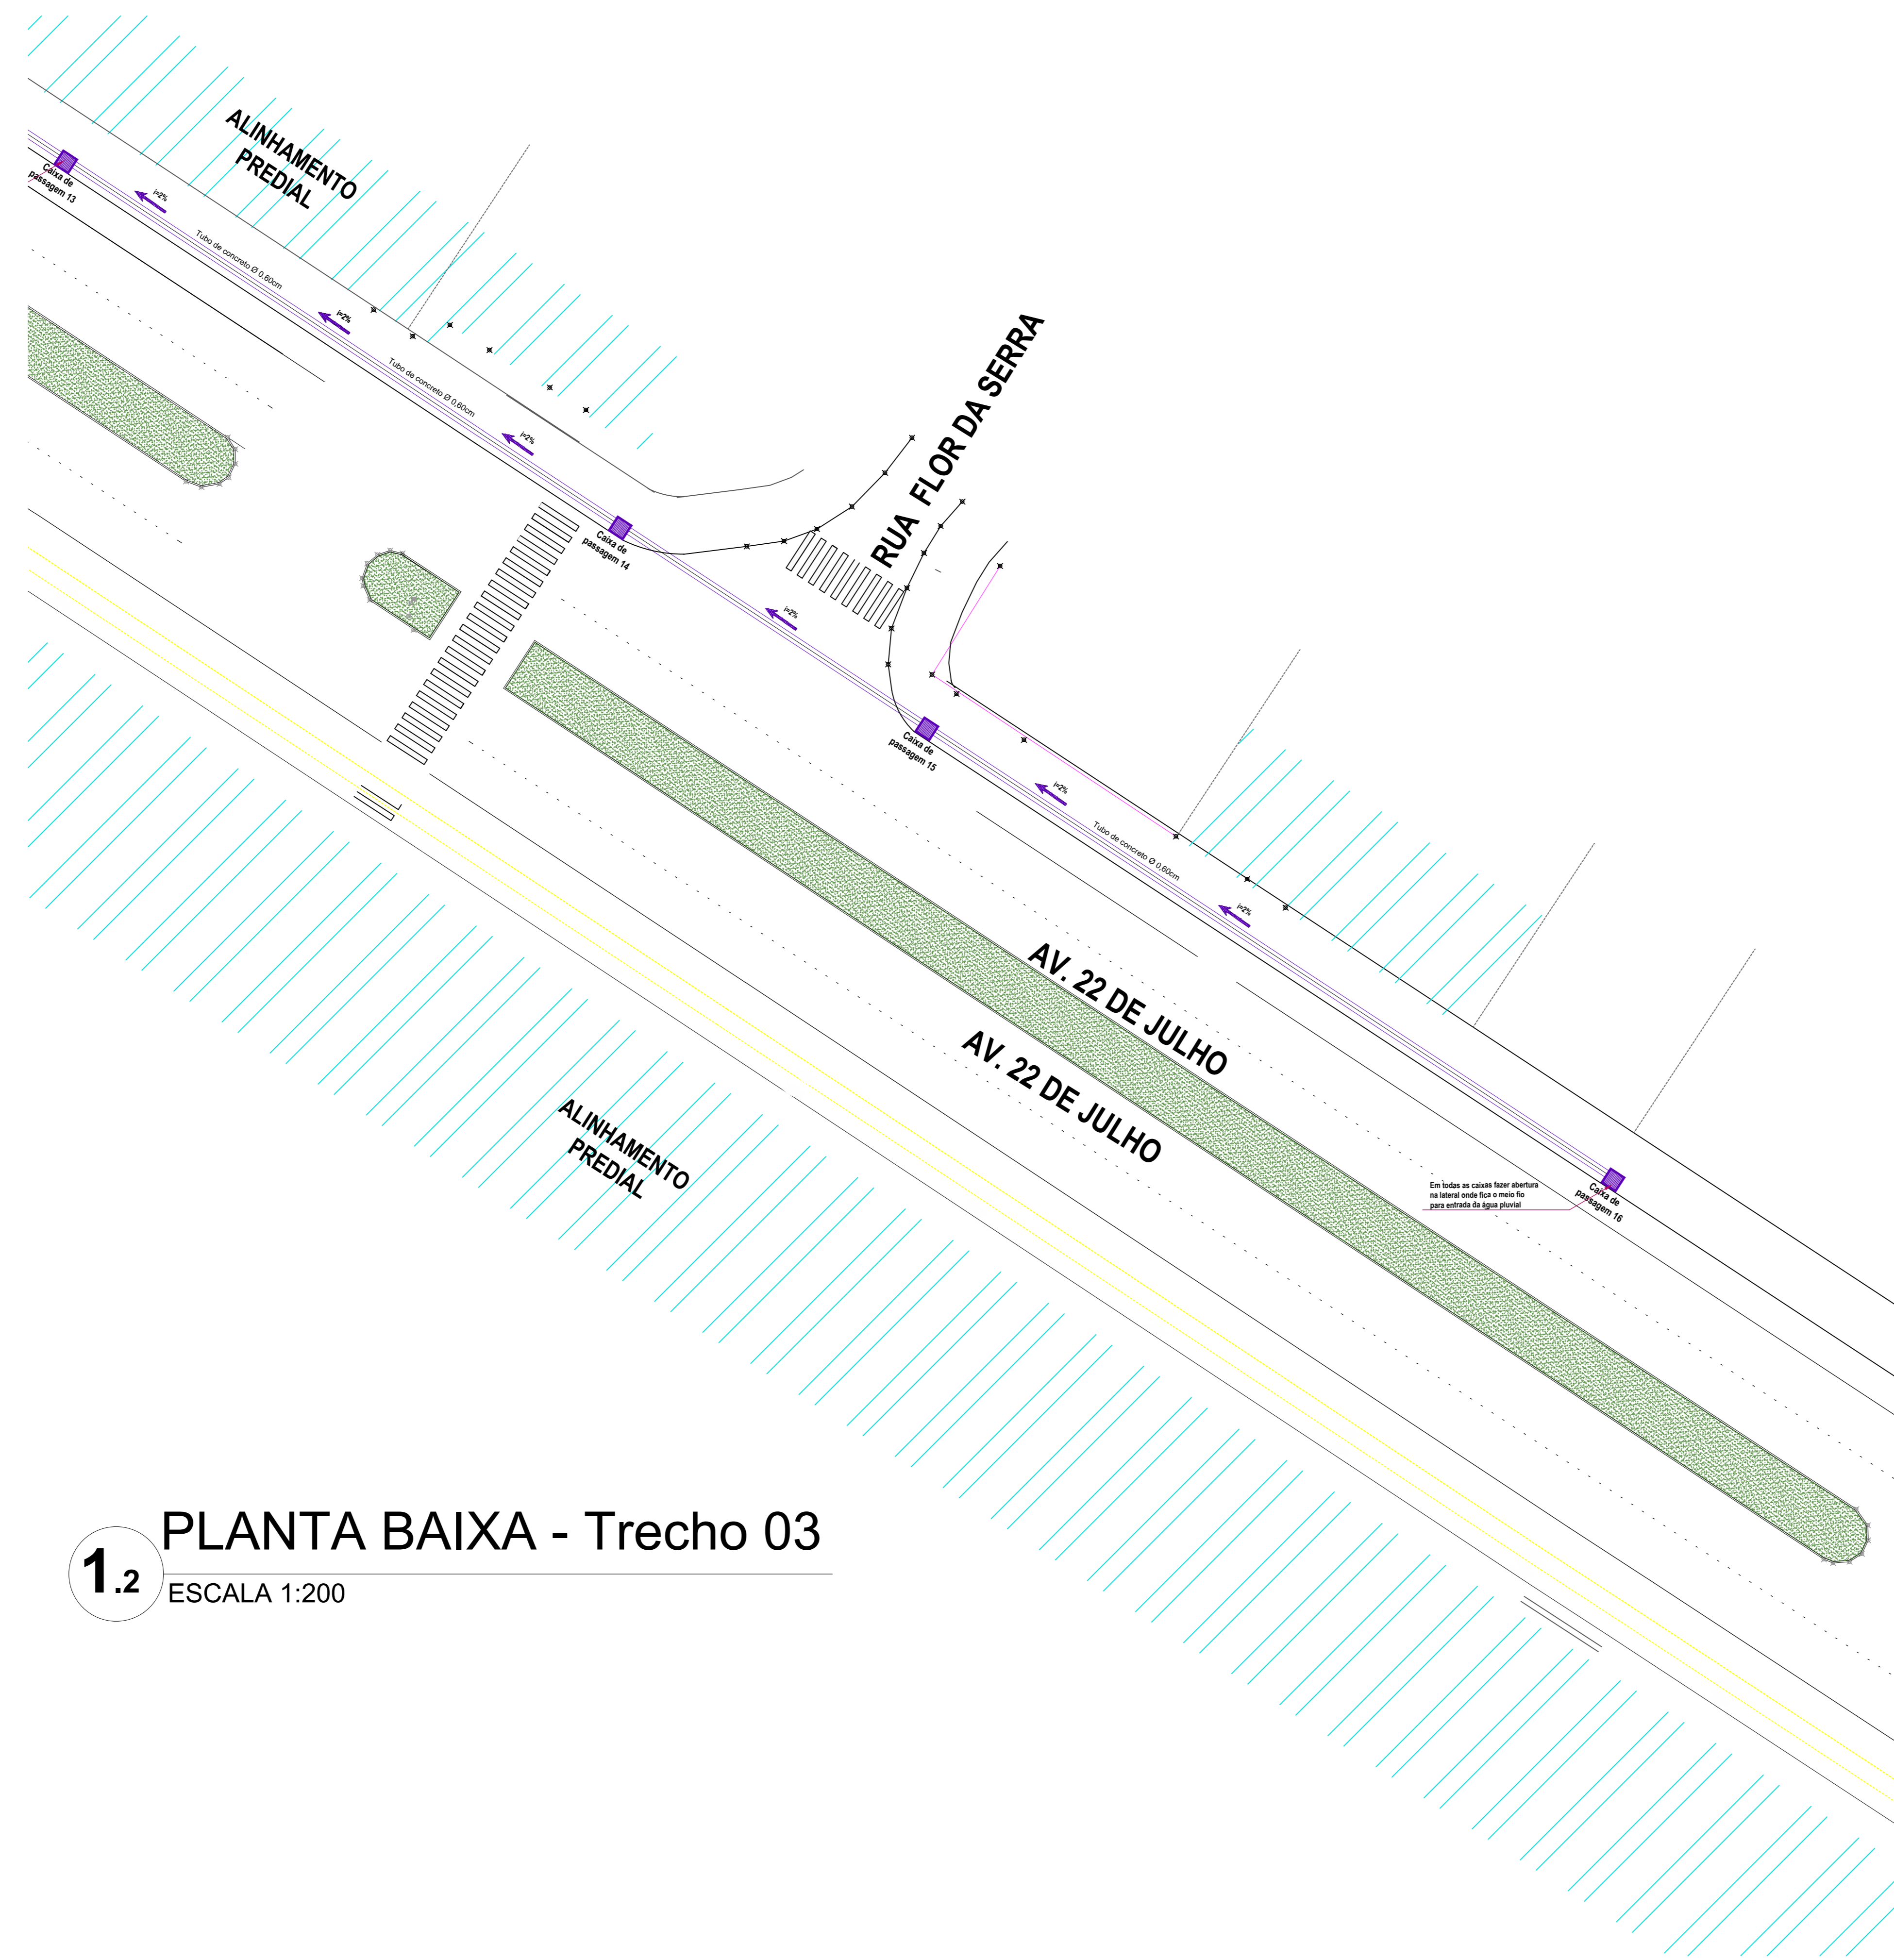 ALINHAMENTO
PREDIAL
Caixa de
passagem 13
i=2%
Tubo de concreto Ø 0.60cm
i=2%
Tubo de concreto Ø 0.60cm
i=2%
Caixa de
passagem 14
RUA FLOR DA SERRA
i=2%
Caixa de
passagem 15
i=2%
Tubo de concreto Ø 0.60cm
i=2%
AV. 22 DE JULHO
AV. 22 DE JULHO
ALINHAMENTO
PREDIAL
Em todas as caixas fazer abertura
na lateral onde fica o meio fio
para entrada da água pluvial
Caixa de
passagem 16
1.2
PLANTA BAIXA - Trecho 03
ESCALA 1:200